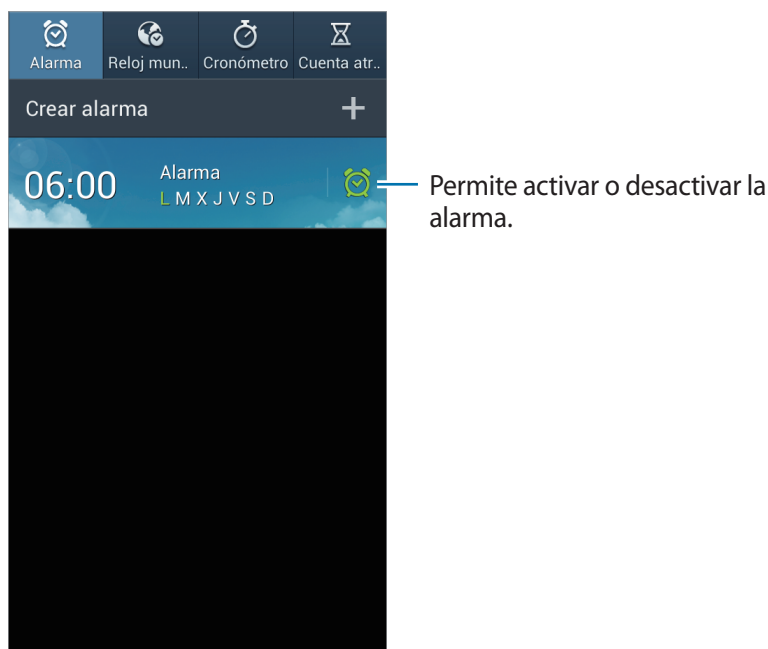 Alarma
Reloj mun..
Cronómetro
Cuenta atr..
Crear alarma
06:00
Alarma
L M X J V S D
Permite activar o desactivar la
alarma.